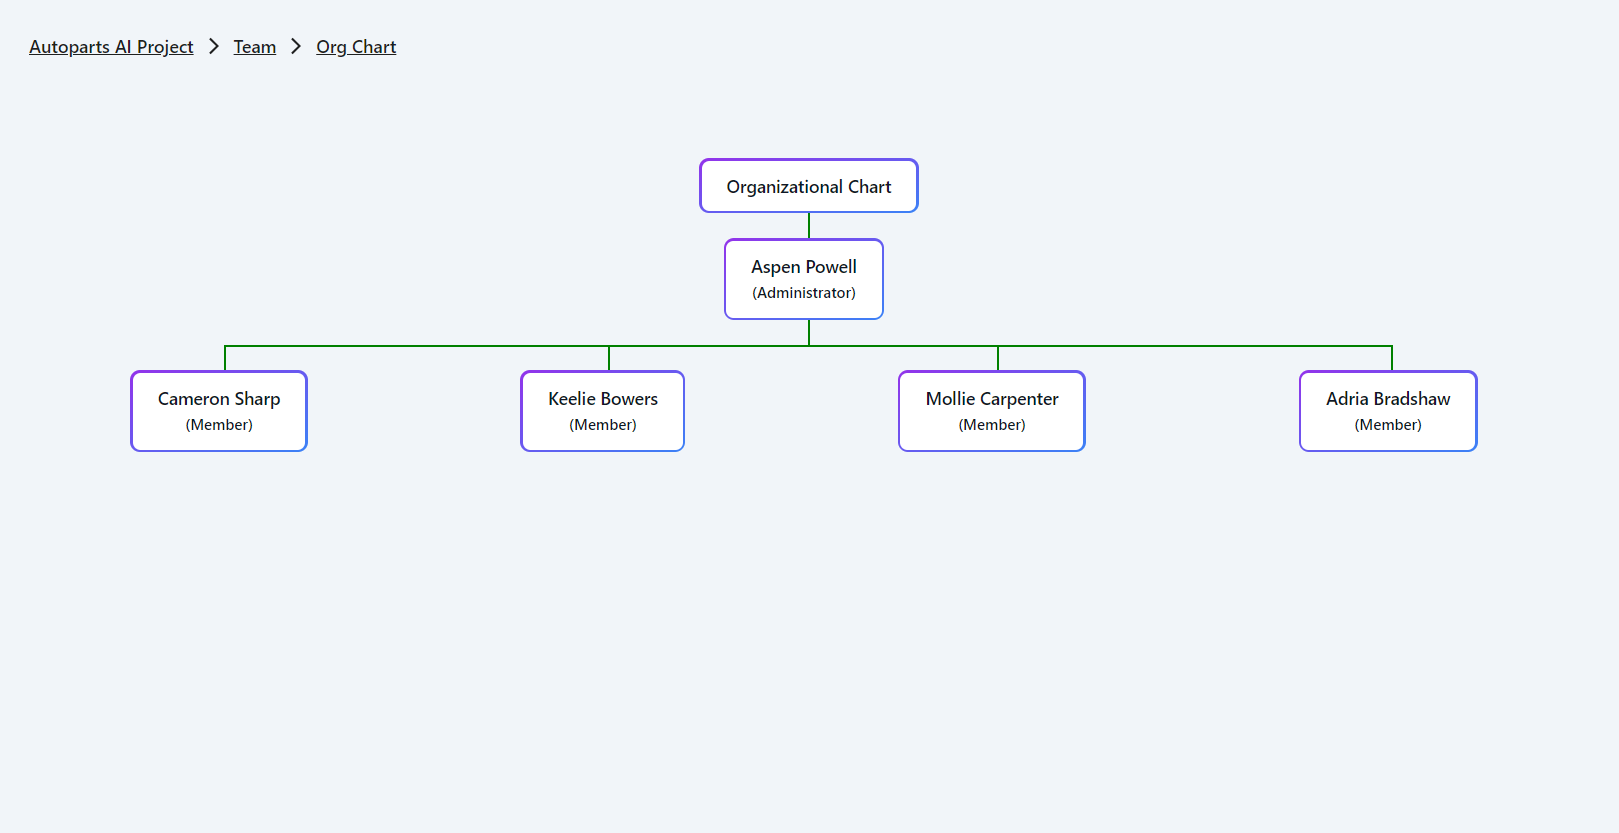 Autoparts AI Project > Team > Org Chart
Organizational Chart
Aspen Powell
(Administrator)
Cameron Sharp
(Member)
Keelie Bowers
(Member)
Mollie Carpenter
(Member)
Adria Bradshaw
(Member)